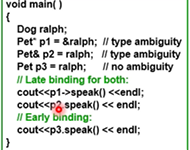 void main( )
{
Dog ralph;
Pet* p1 = &ralph; // type ambiguity
Pet& p2 = ralph; // type ambiguity
Pet p3 = ralph; // no ambiguity
// Late binding for both:
cout<<p1->speak() <<endl;
cout<<p2.speak() << endl;
// Early binding:
cout<<p3.speak() << endl;
}